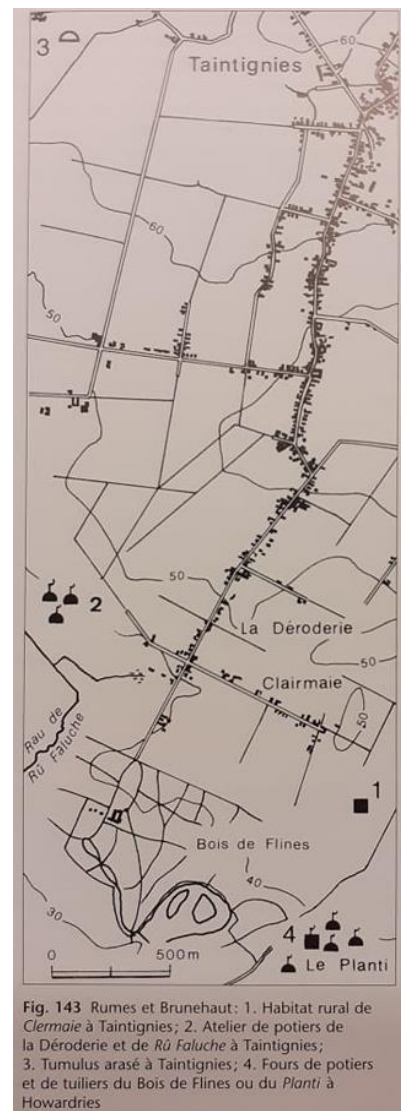 3
60
Taintignies
60
50
2
50
La Déroderie
50
Clairmaie
50
Rau de
Rû Faluche
1
Bois de Flines
40
30
4
0 500m
Le Planti
Fig. 143 Rumes et Brunehaut: 1. Habitat rural de
Clermaie à Taintignies; 2. Atelier de potiers de
la Déroderie et de Rû Faluche à Taintignies;
3. Tumulus arasé à Taintignies; 4. Fours de potiers
et de tuiliers du Bois de Flines ou du Planti à
Howardries